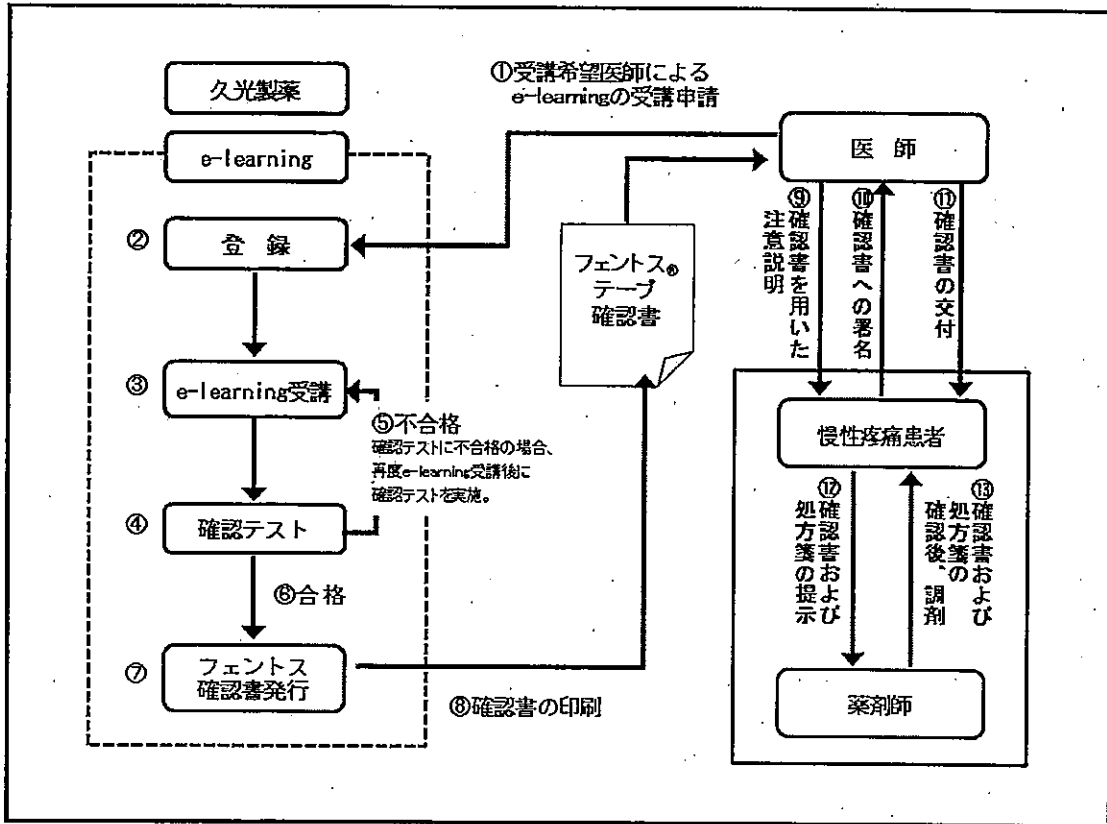 久光製薬
e-learning
①受講希望医師による
e-learningの受講申請
医 師
②
登 録
③
e-learning受講
⑤不合格
確認テストに不合格の場合、
再度e-learning受講後に
確認テストを実施。
④
確認テスト
⑥合格
⑦
フェントス
確認書発行
⑧確認書の印刷
フェントス®
テープ
確認書
⑨確認書を用いた
注意説明
⑩確認書への署名
⑪確認書の交付
慢性疼痛患者
⑫確認書および
処方箋の提示
⑬確認書および
処方箋の
確認後、調剤
薬剤師